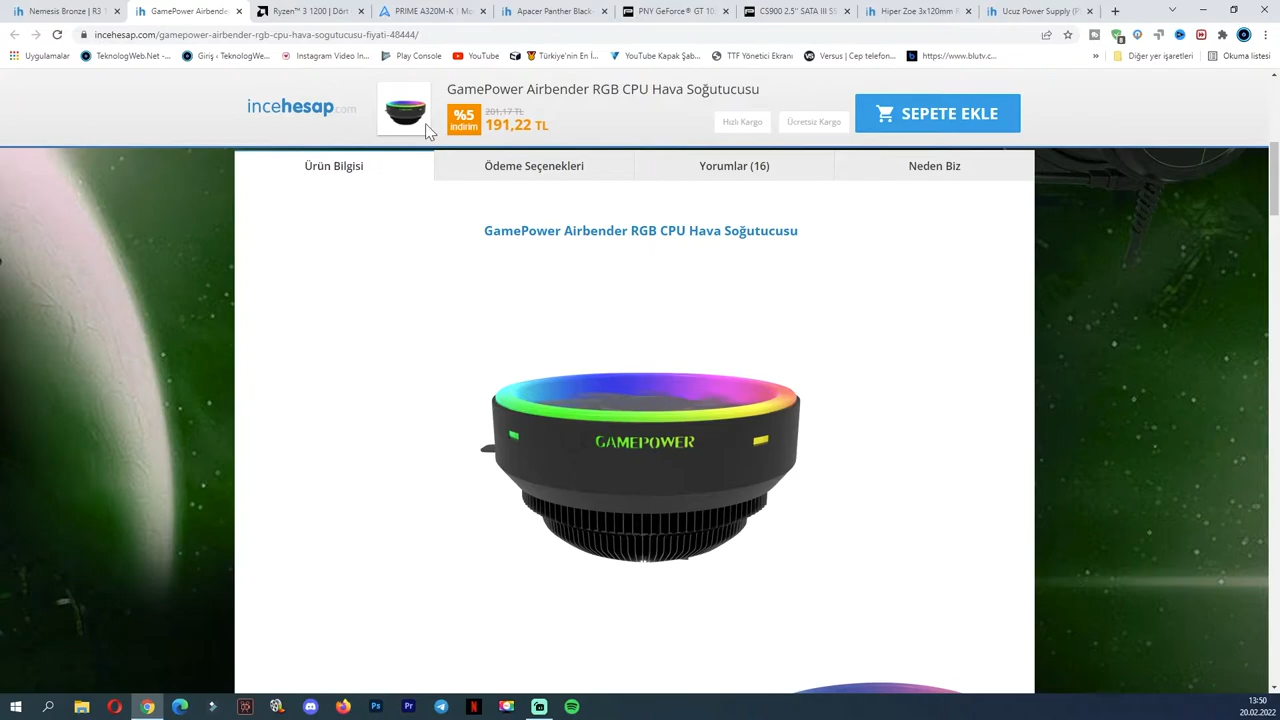 Nemesis Bronze | R3 1
GamePower Airbende
Ryzen™ 3 1200 | Dört
PRIME A320M-K | Mo
Apacer Panther Black-
PNY GeForce® GT 10
CS900 2.5'' SATA III SS
Hiper Zoe 3x120mm F
Ucuz Power Supply (P
incehesap.com/gamepower-airbender-rgb-cpu-hava-sogutucusu-fiyati-48444/
Uygulamalar
TeknologWeb.Net -...
Giriş ‹ TeknologWe...
Instagram Video In...
Play Console
YouTube
Türkiye'nin En İ...
YouTube Kapak Şab...
TTF Yönetici Ekranı
Versus | Cep telefon...
https://www.blutv.c...
»
Diğer yer işaretleri
Okuma listesi
incehesap.com
GamePower Airbender RGB CPU Hava Soğutucusu
%5
indirim
201,17 TL
191,22 TL
Hızlı Kargo
Ücretsiz Kargo
SEPETE EKLE
Ürün Bilgisi
Ödeme Seçenekleri
Yorumlar (16)
Neden Biz
GamePower Airbender RGB CPU Hava Soğutucusu
GAMEPOWER
13:50
20.02.2022